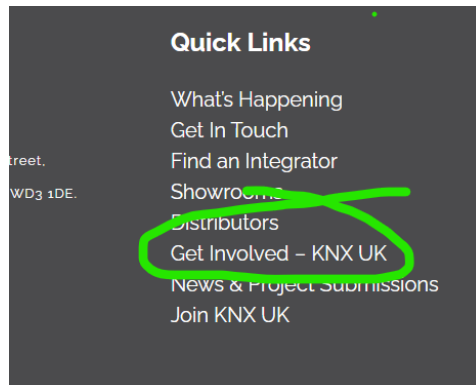 Quick Links
What's Happening
Get In Touch
treet,
Find an Integrator
WD3 1DE.
Showrooms
Distributors
Get Involved – KNX UK
News & Project Submissions
Join KNX UK